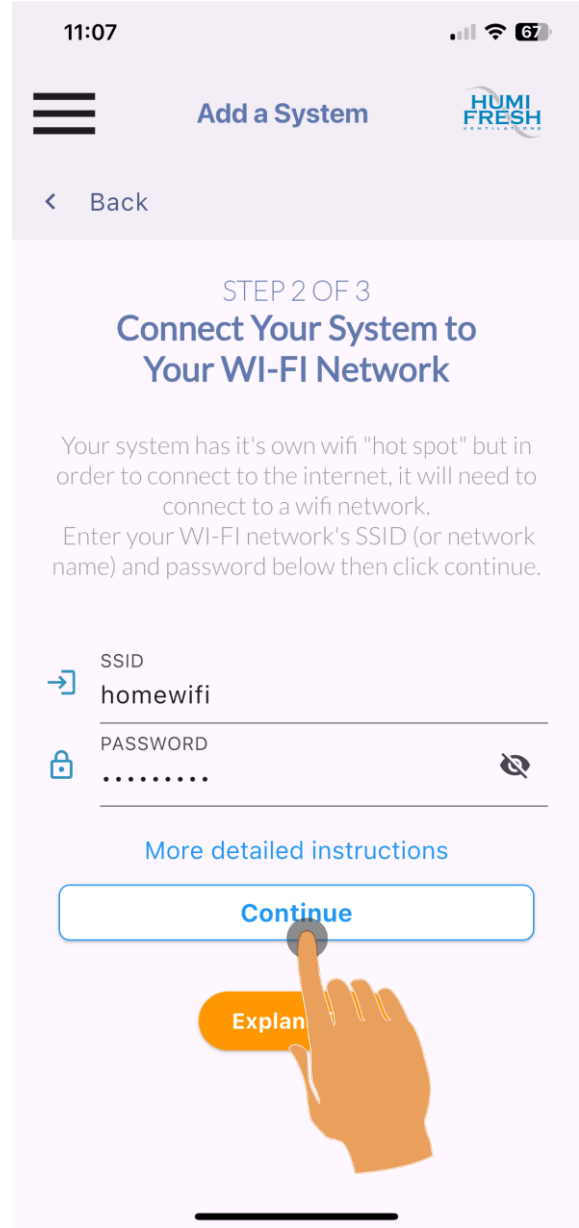 11:07
67
Add a System
HUMI
FRESH
VENTILATIONS
Back
STEP 2 OF 3
Connect Your System to
Your WI-FI Network
Your system has it's own wifi "hot spot" but in
order to connect to the internet, it will need to
connect to a wifi network.
Enter your WI-FI network's SSID (or network
name) and password below then click continue.
SSID
homewifi
PASSWORD
•••••••••
More detailed instructions
Continue